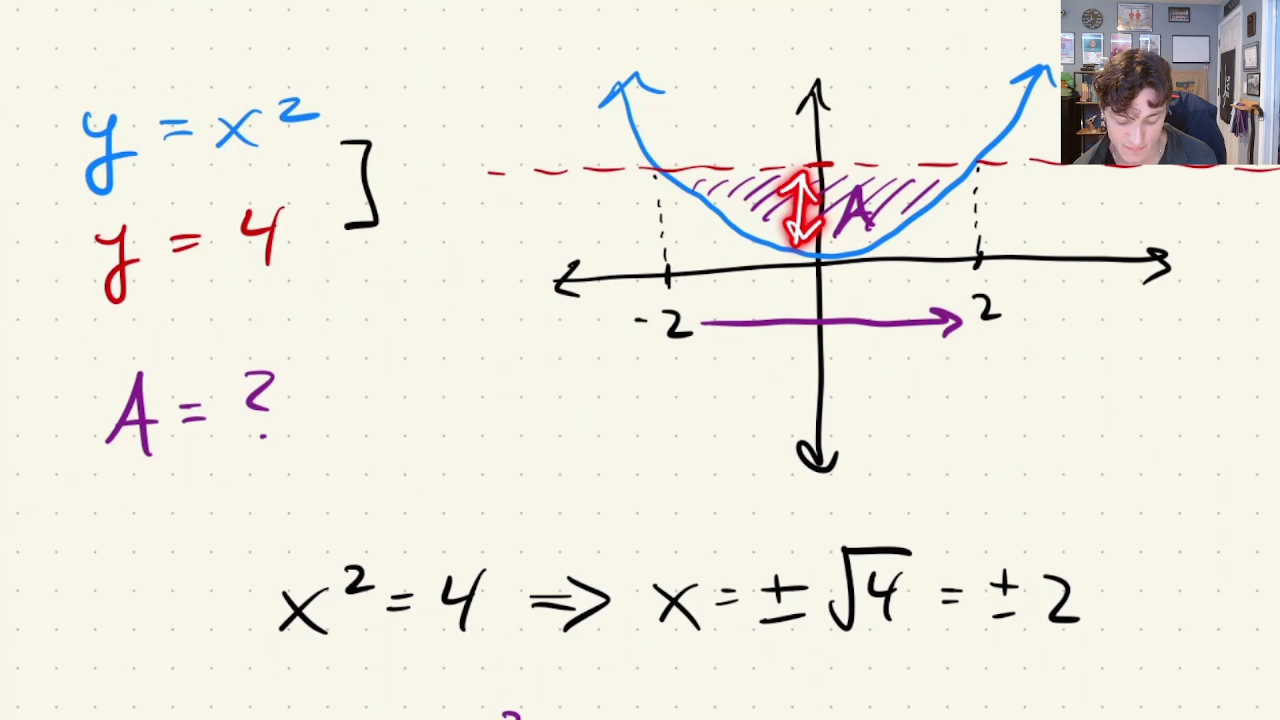 y = x²
y = 4
]
A
-2
2
A = ?
x² = 4 ⇒ x = ± √4 = ± 2